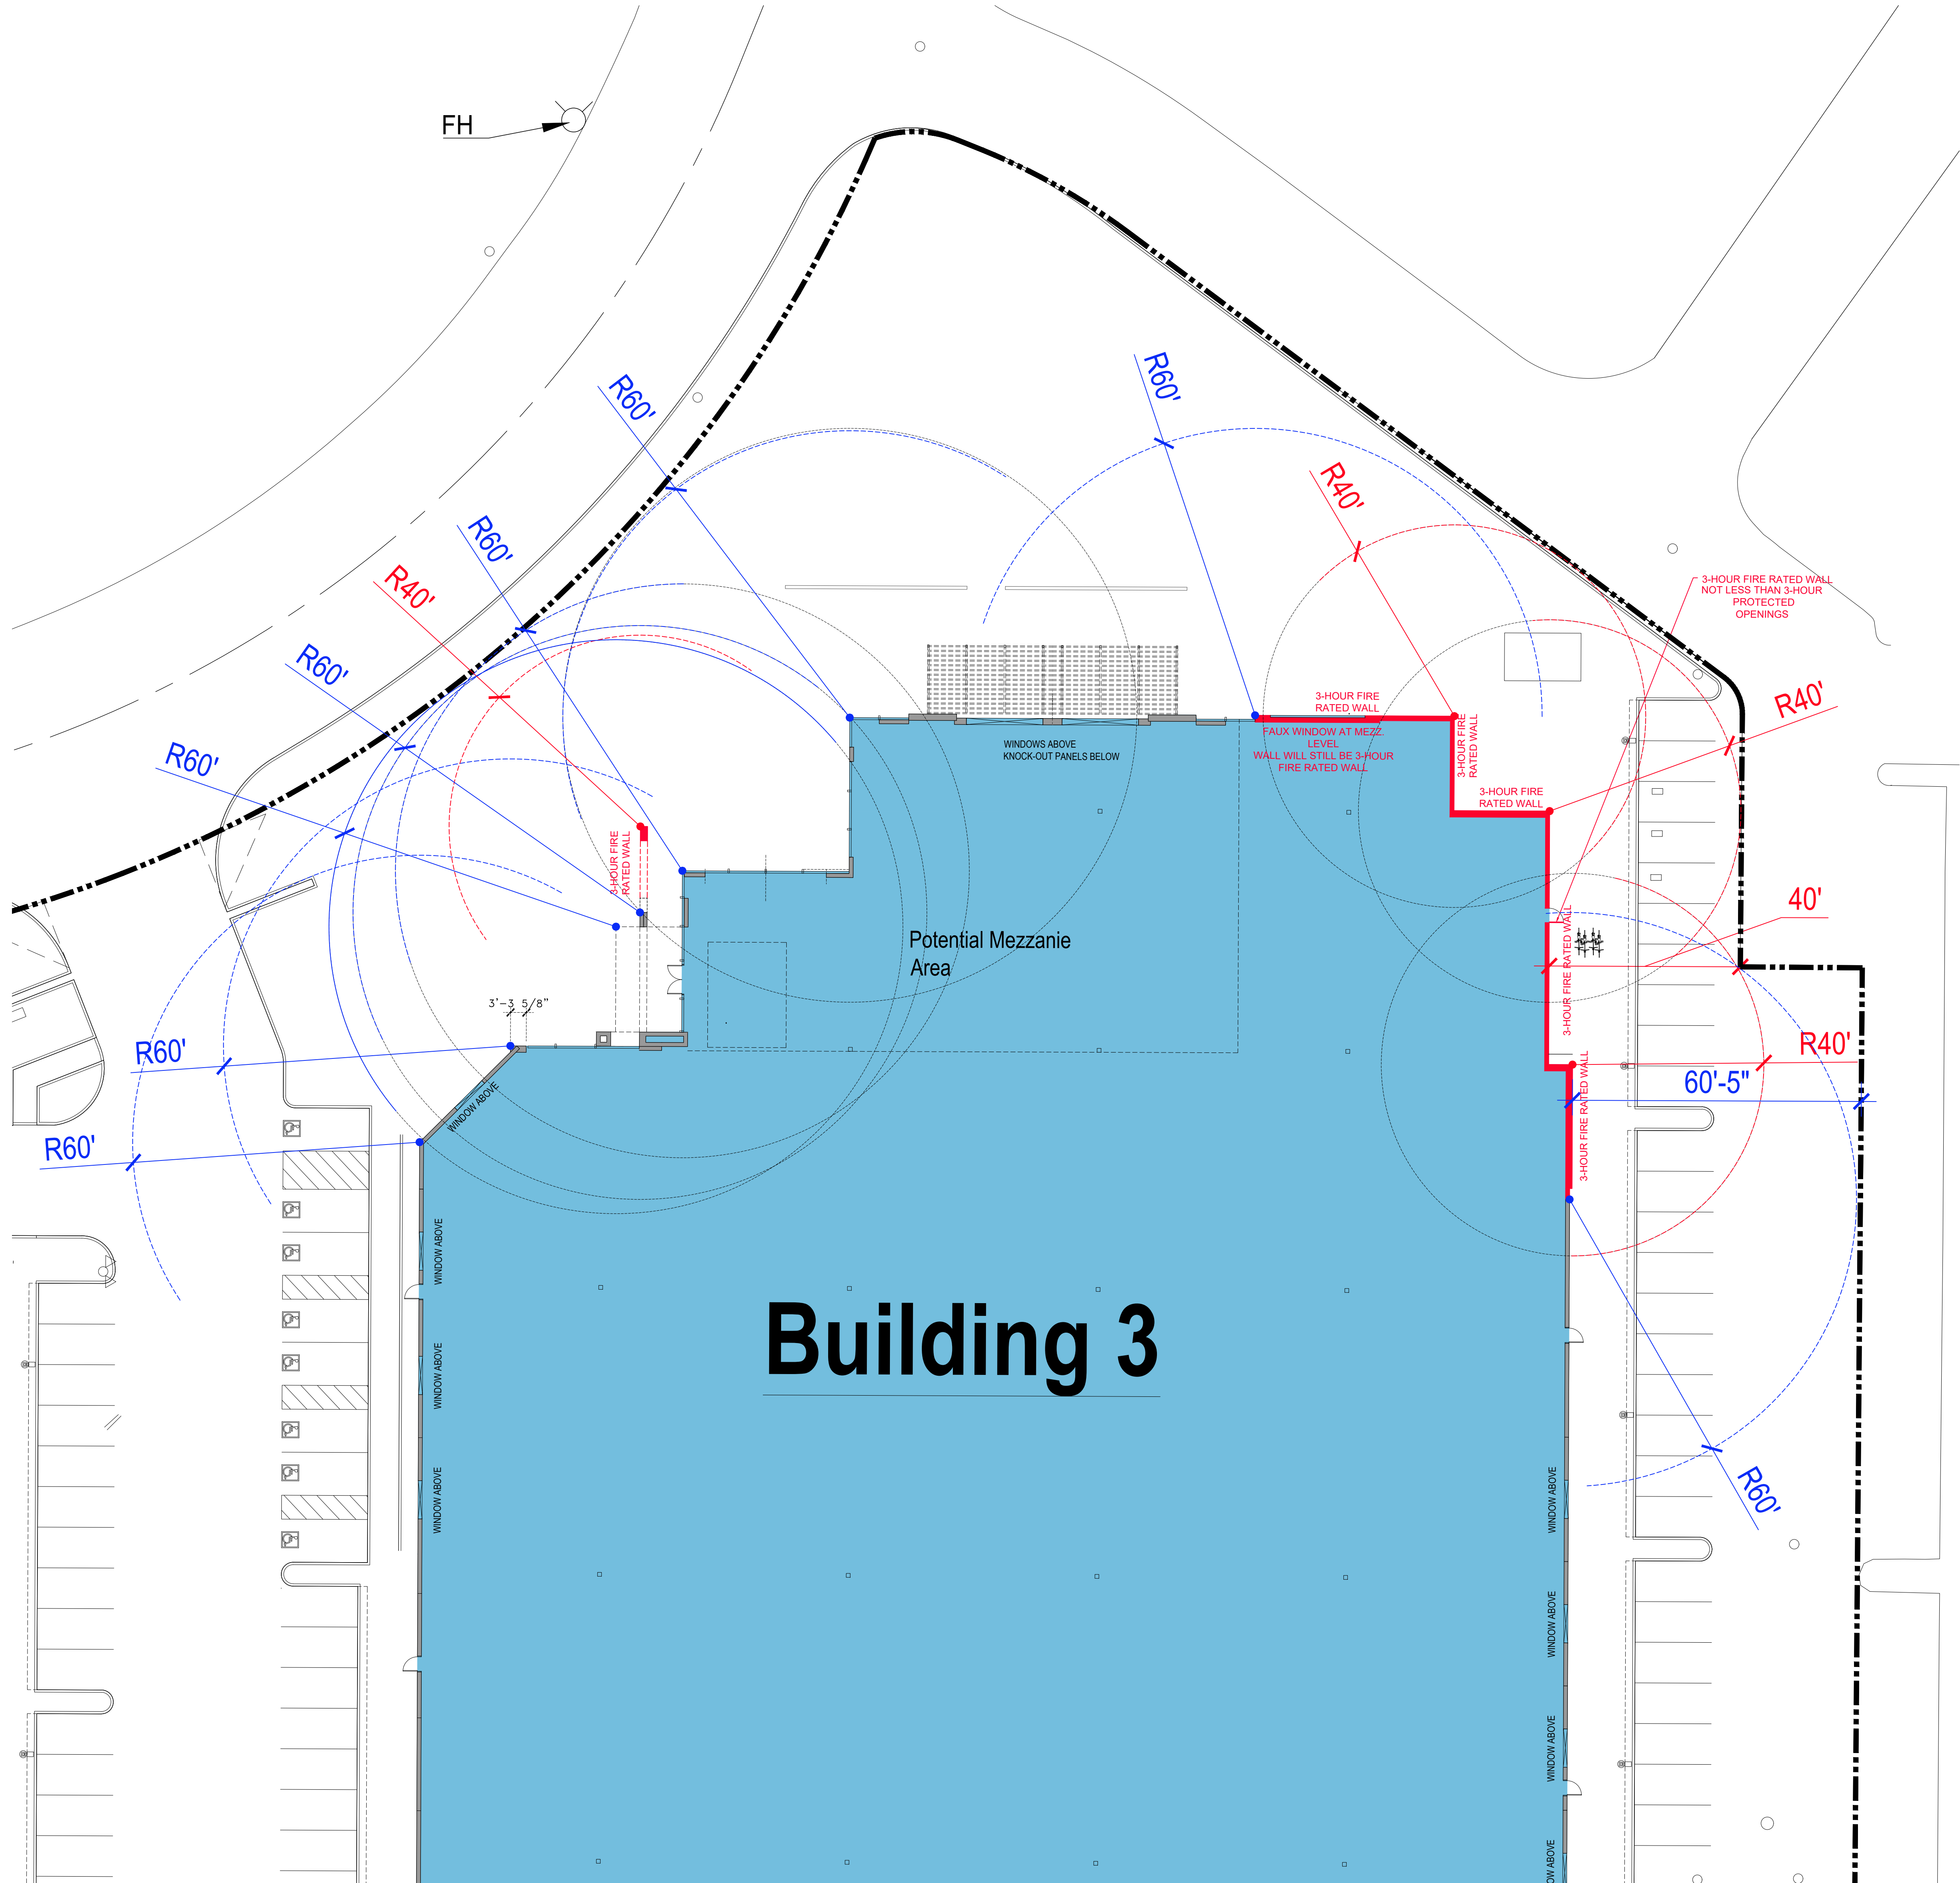 FH
R60'
R60'
R40'
R60'
R40'
3-HOUR FIRE RATED WALL
NOT LESS THAN 3-HOUR
PROTECTED
OPENINGS
R60'
R40'
3-HOUR FIRE
RATED WALL
3-HOUR FIRE
RATED WALL
FAUX WINDOW AT MEZZ.
LEVEL
WALL WILL STILL BE 3-HOUR
FIRE RATED WALL
WINDOWS ABOVE
KNOCK-OUT PANELS BELOW
R60'
3-HOUR FIRE
RATED WALL
3-HOUR FIRE
RATED WALL
40'
Potential Mezzanie
Area
3-HOUR FIRE RATED WALL
3'-3 5/8"
R60'
R40'
60'-5"
3-HOUR FIRE RATED WALL
WINDOW ABOVE
R60'
WINDOW ABOVE
Building 3
WINDOW ABOVE
WINDOW ABOVE
WINDOW ABOVE
R60'
WINDOW ABOVE
WINDOW ABOVE
OW ABOVE